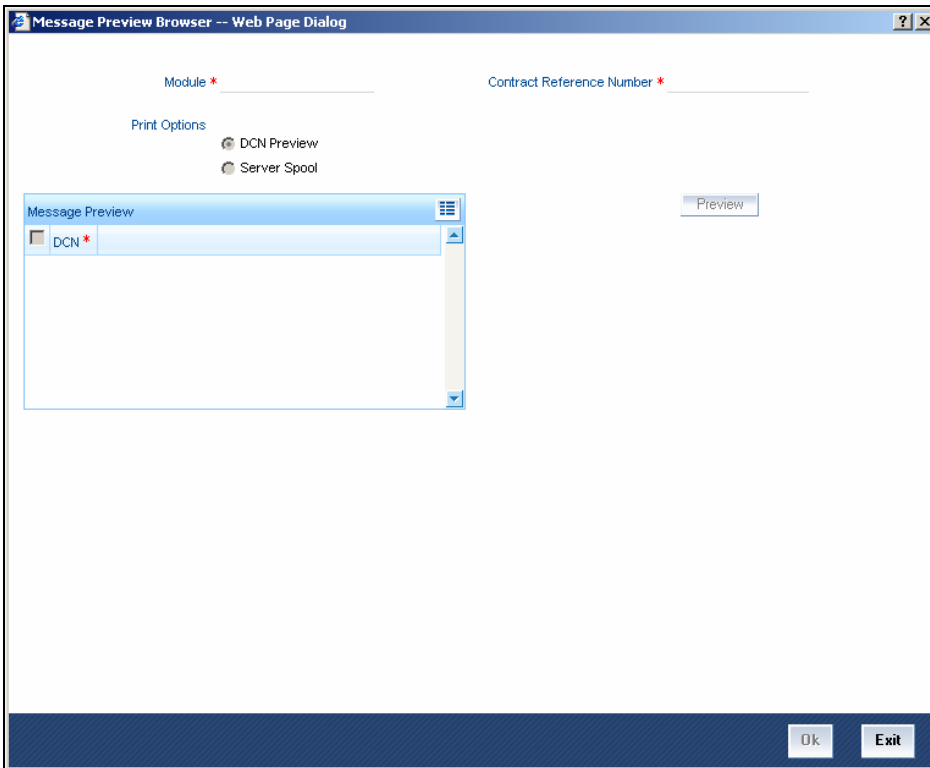 Message Preview Browser -- Web Page Dialog ? X
Module * Contract Reference Number *
Print Options
DCN Preview
Server Spool
Message Preview
Preview
DCN *
Ok Exit